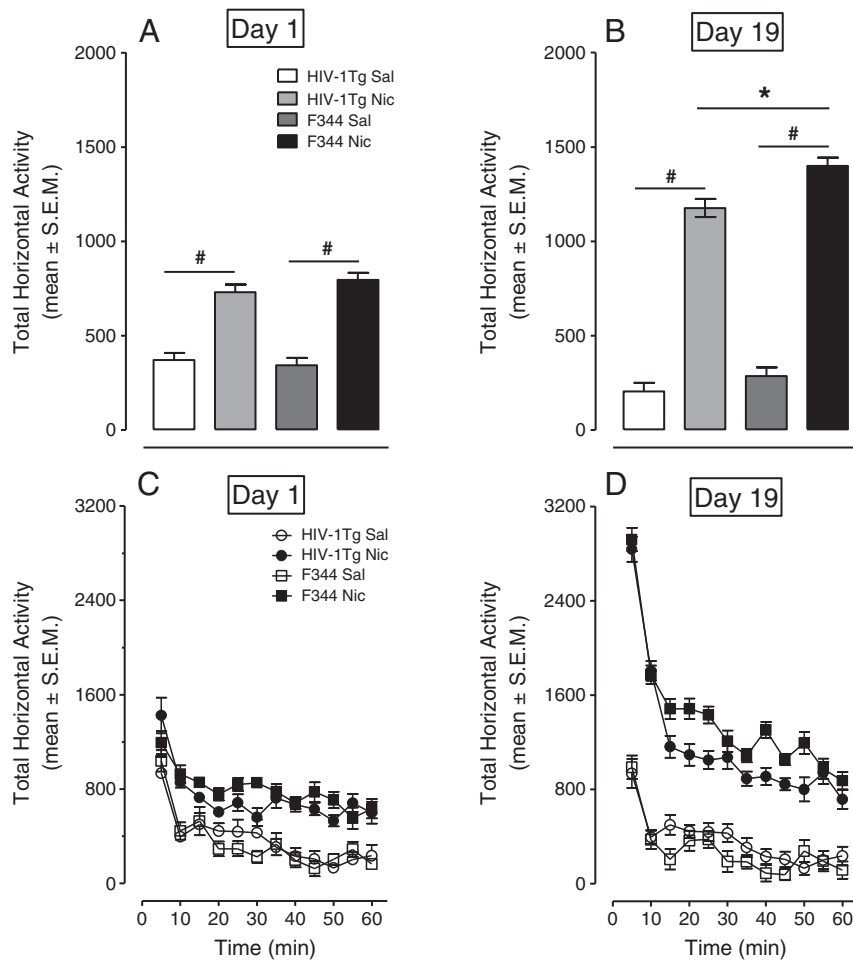 A
Day 1
2000
1500
1000
500
0
Total Horizontal Activity
(mean ± S.E.M.)
HIV-1Tg Sal
HIV-1Tg Nic
F344 Sal
F344 Nic
#
#
B
Day 19
2000
1500
1000
500
0
Total Horizontal Activity
(mean ± S.E.M.)
*
#
#
C
Day 1
3200
2400
1600
800
0
Total Horizontal Activity
(mean ± S.E.M.)
HIV-1Tg Sal
HIV-1Tg Nic
F344 Sal
F344 Nic
0 10 20 30 40 50 60
Time (min)
D
Day 19
3200
2400
1600
800
0
Total Horizontal Activity
(mean ± S.E.M.)
0 10 20 30 40 50 60
Time (min)